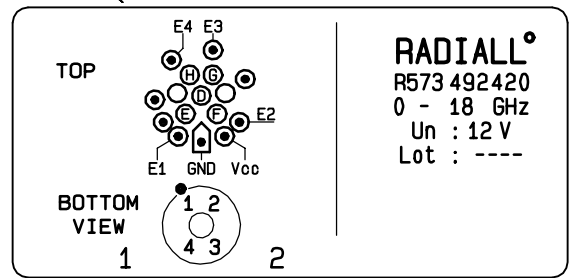 E4 E3
TOP
H G
D
E F
E2
E1 GND Vcc
BOTTOM
VIEW
1 2
4 3
1 2
RADIALL°
R573 492420
0 - 18 GHz
Un : 12 V
Lot : ----